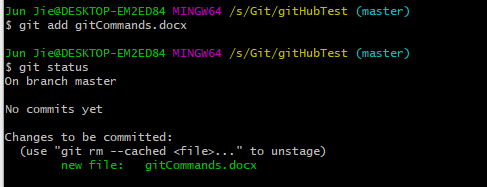 Jun Jie@DESKTOP-EM2ED84 MINGW64 /s/Git/gitHubTest (master)
$ git add gitCommands.docx
Jun Jie@DESKTOP-EM2ED84 MINGW64 /s/Git/gitHubTest (master)
$ git status
On branch master
No commits yet
Changes to be committed:
(use "git rm --cached <file>..." to unstage)
new file: gitCommands.docx